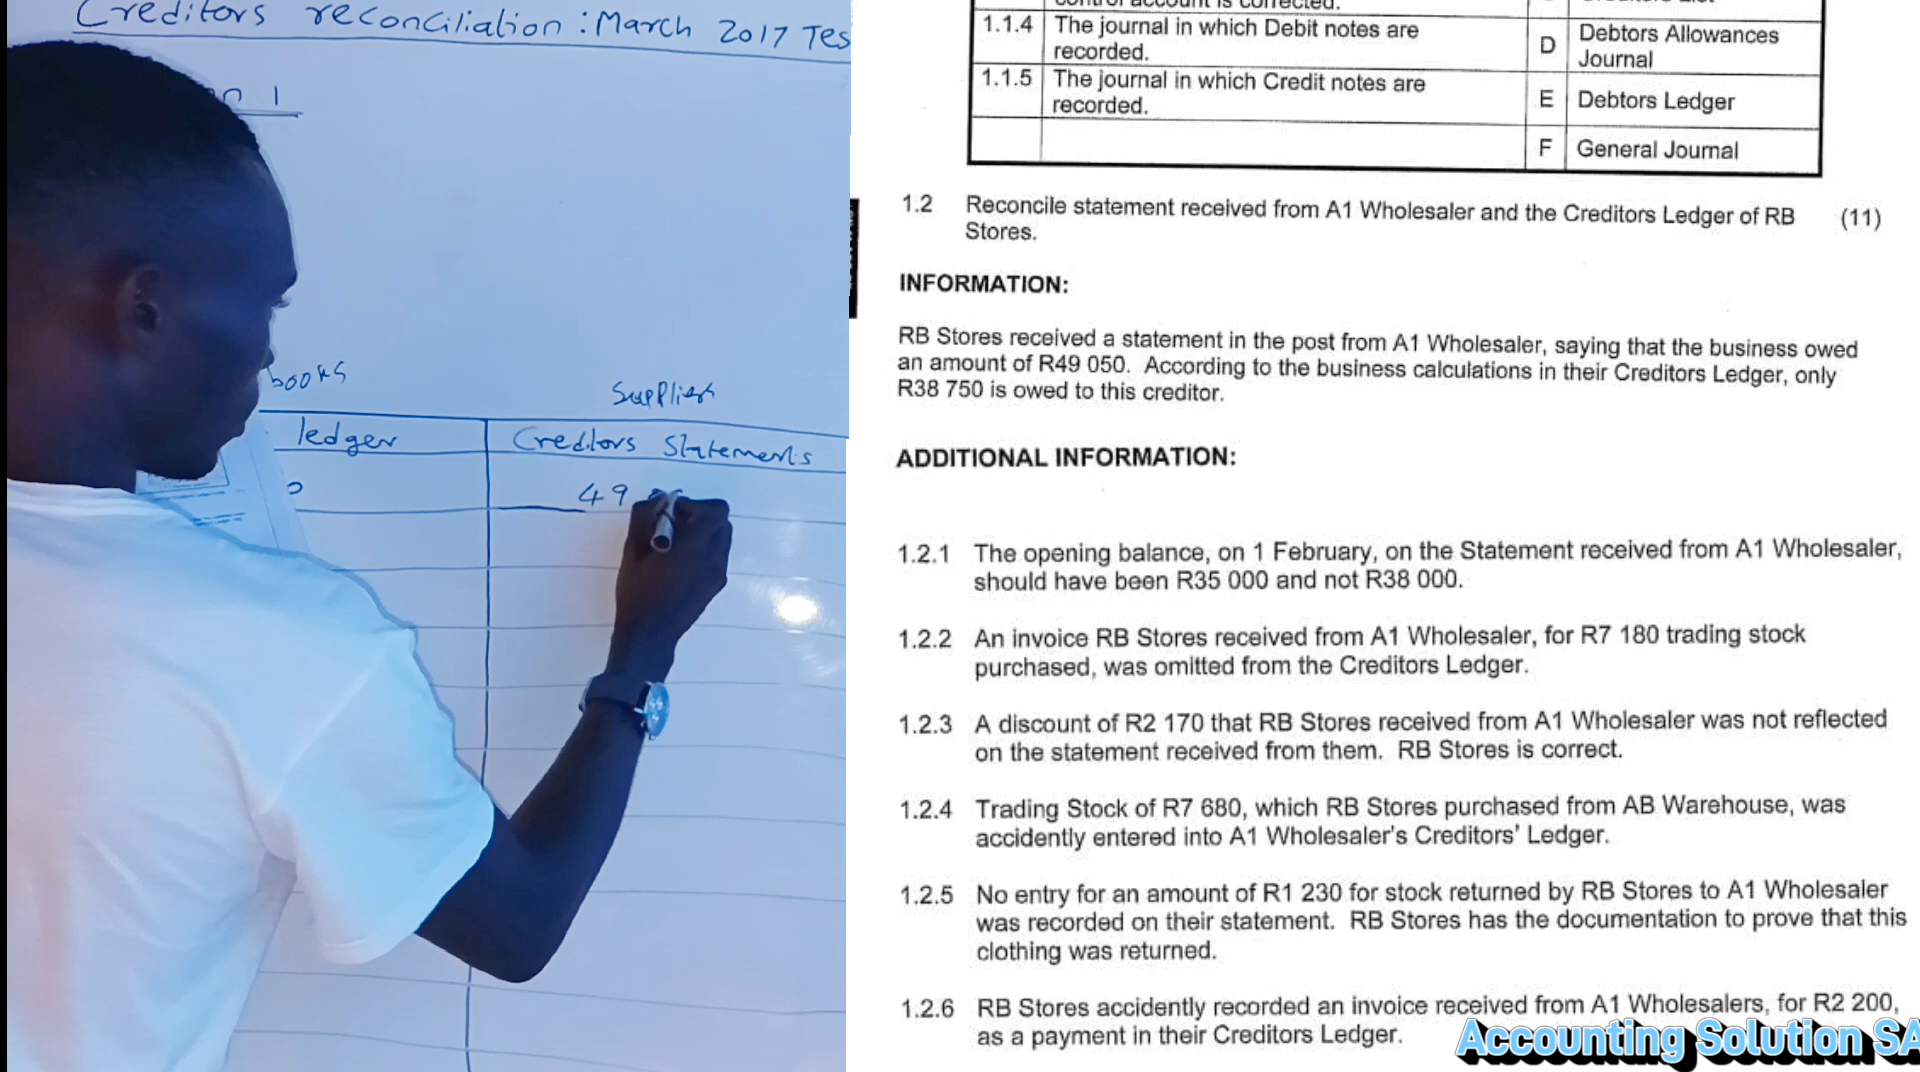 Creditors reconciliation : March 2017 Tes
n 1
books
Supplier
ledger
Creditors Statements
49
control account is corrected.
1.1.4 The journal in which Debit notes are
recorded.
D Debtors Allowances
Journal
1.1.5 The journal in which Credit notes are
recorded.
E Debtors Ledger
F General Journal
1.2 Reconcile statement received from A1 Wholesaler and the Creditors Ledger of RB (11)
Stores.
INFORMATION:
RB Stores received a statement in the post from A1 Wholesaler, saying that the business owed
an amount of R49 050. According to the business calculations in their Creditors Ledger, only
R38 750 is owed to this creditor.
ADDITIONAL INFORMATION:
1.2.1 The opening balance, on 1 February, on the Statement received from A1 Wholesaler,
should have been R35 000 and not R38 000.
1.2.2 An invoice RB Stores received from A1 Wholesaler, for R7 180 trading stock
purchased, was omitted from the Creditors Ledger.
1.2.3 A discount of R2 170 that RB Stores received from A1 Wholesaler was not reflected
on the statement received from them. RB Stores is correct.
1.2.4 Trading Stock of R7 680, which RB Stores purchased from AB Warehouse, was
accidently entered into A1 Wholesaler's Creditors' Ledger.
1.2.5 No entry for an amount of R1 230 for stock returned by RB Stores to A1 Wholesaler
was recorded on their statement. RB Stores has the documentation to prove that this
clothing was returned.
1.2.6 RB Stores accidently recorded an invoice received from A1 Wholesalers, for R2 200,
as a payment in their Creditors Ledger.
Accounting Solution SA